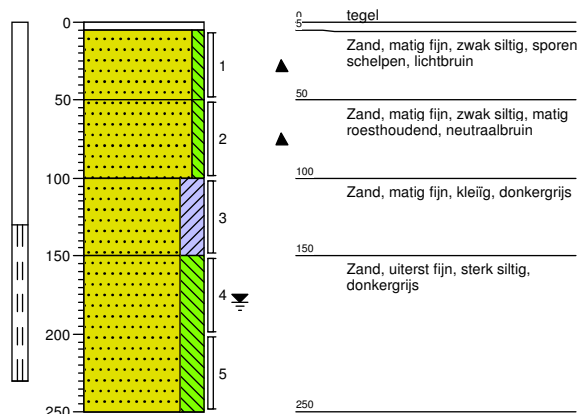 0
50
100
150
200
250
1
2
3
4
5
0
tegel
5
Zand, matig fijn, zwak siltig, sporen
schelpen, lichtbruin
50
Zand, matig fijn, zwak siltig, matig
roesthoudend, neutraalbruin
100
Zand, matig fijn, kleiïg, donkergrijs
150
Zand, uiterst fijn, sterk siltig,
donkergrijs
250